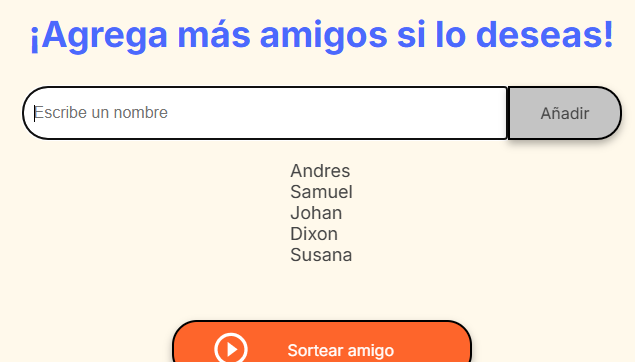 ¡Agrega más amigos si lo deseas!
Escribe un nombre
Añadir
Andres
Samuel
Johan
Dixon
Susana
Sortear amigo